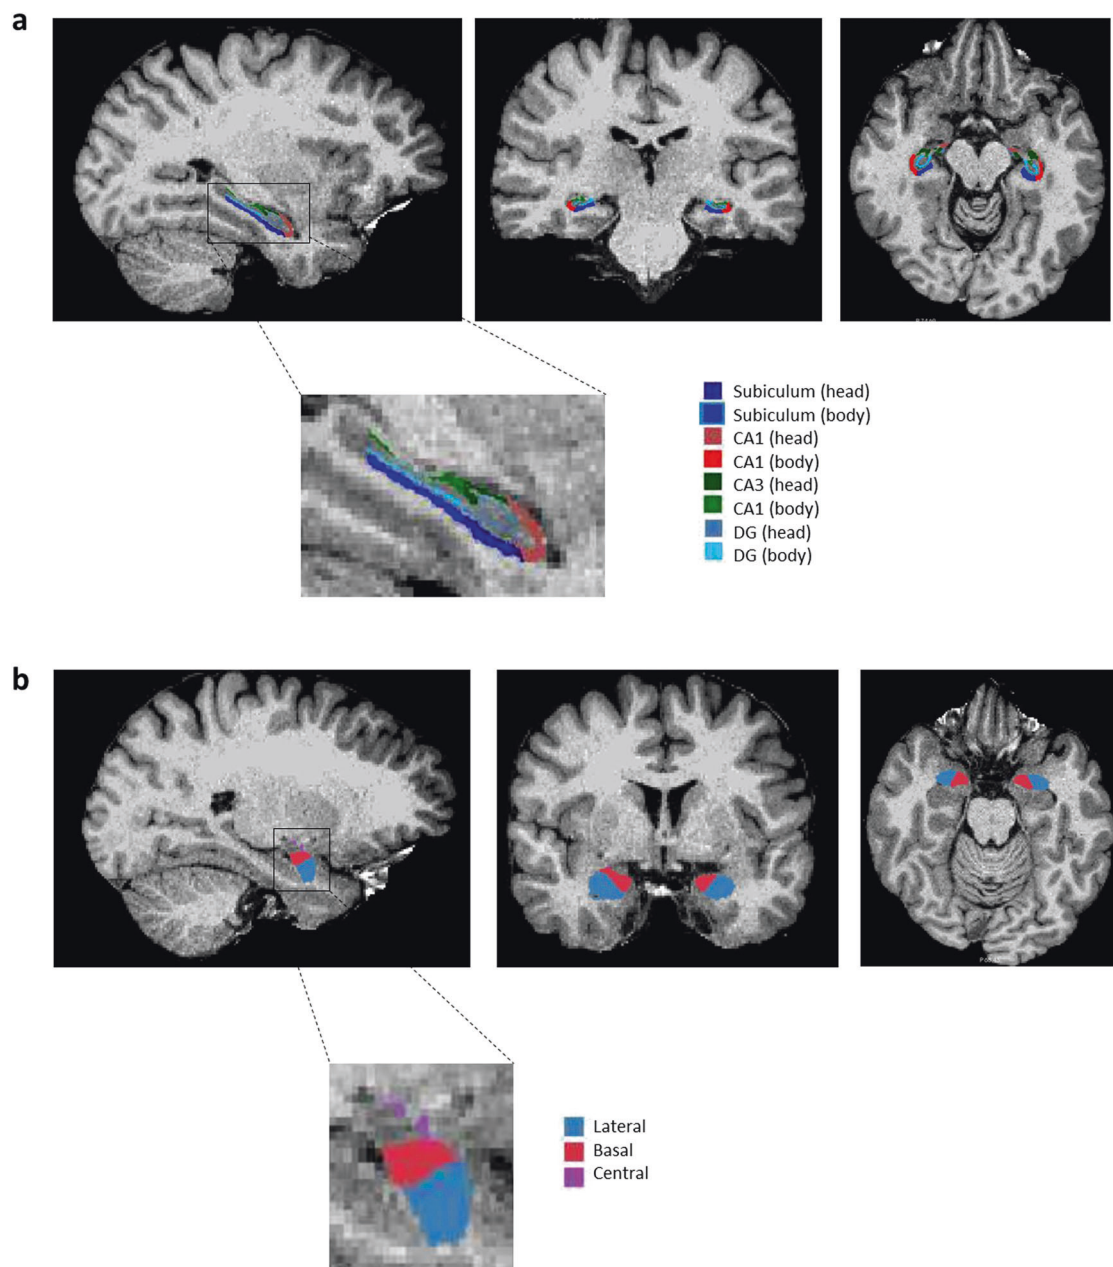 a
Subiculum (head)
Subiculum (body)
CA1 (head)
CA1 (body)
CA3 (head)
CA1 (body)
DG (head)
DG (body)
b
Lateral
Basal
Central